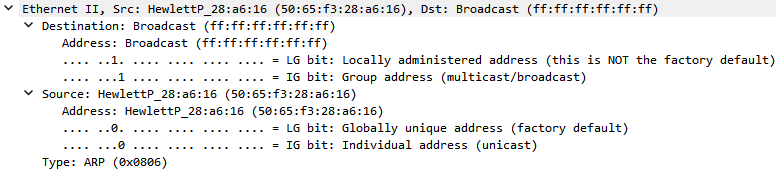 Ethernet II, Src: HewlettP_28:a6:16 (50:65:f3:28:a6:16), Dst: Broadcast (ff:ff:ff:ff:ff:ff)
Destination: Broadcast (ff:ff:ff:ff:ff:ff)
Address: Broadcast (ff:ff:ff:ff:ff:ff)
.... ..1. .... .... .... .... = LG bit: Locally administered address (this is NOT the factory default)
.... ...1 .... .... .... .... = IG bit: Group address (multicast/broadcast)
Source: HewlettP_28:a6:16 (50:65:f3:28:a6:16)
Address: HewlettP_28:a6:16 (50:65:f3:28:a6:16)
.... ..0. .... .... .... .... = LG bit: Globally unique address (factory default)
.... ...0 .... .... .... .... = IG bit: Individual address (unicast)
Type: ARP (0x0806)